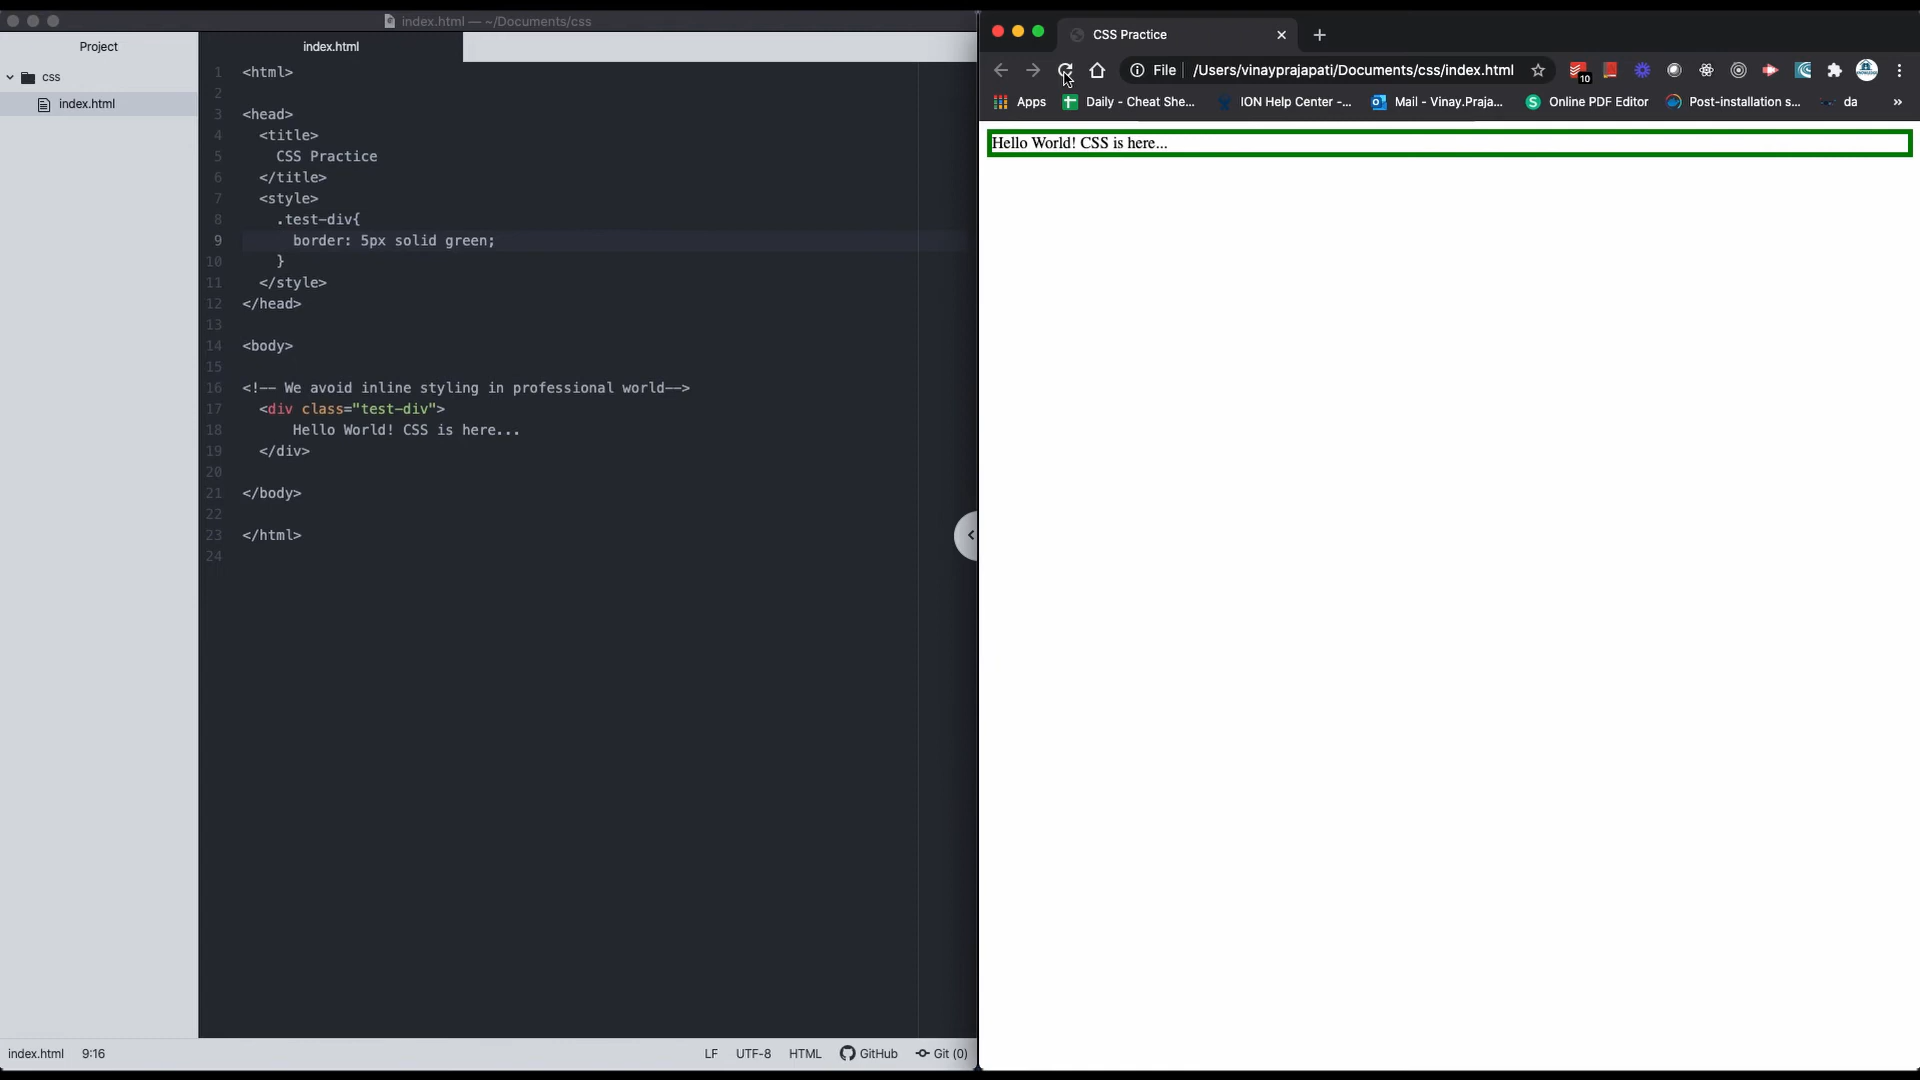 index.html — ~/Documents/css
Project
css
index.html
index.html
1 <html>
2
3 <head>
4 <title>
5 CSS Practice
6 </title>
7 <style>
8 .test-div{
9 border: 5px solid green;
10 }
11 </style>
12 </head>
13
14 <body>
15
16 <!-- We avoid inline styling in professional world-->
17 <div class="test-div">
18 Hello World! CSS is here...
19 </div>
20
21 </body>
22
23 </html>
24
index.html 9:16
LF UTF-8 HTML GitHub Git (0)
CSS Practice
File /Users/vinayprajapati/Documents/css/index.html
10
Apps Daily - Cheat She... ION Help Center -... Mail - Vinay.Praja... Online PDF Editor Post-installation s... da »
Hello World! CSS is here...